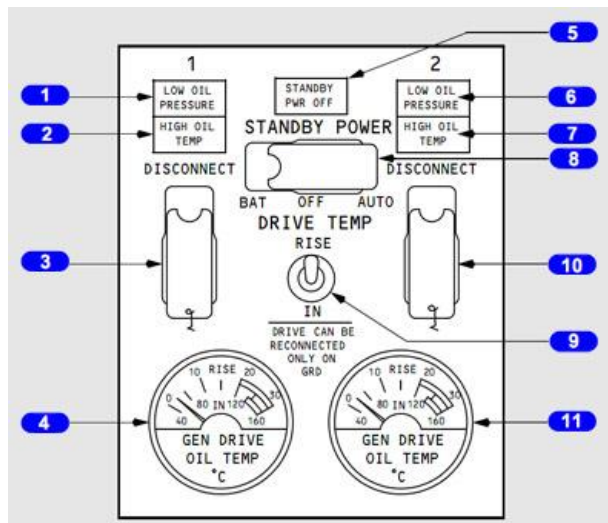 1
LOW OIL
PRESSURE
HIGH OIL
TEMP
DISCONNECT
STANDBY
PWR OFF
STANDBY POWER
BAT OFF AUTO
2
LOW OIL
PRESSURE
HIGH OIL
TEMP
DISCONNECT
DRIVE TEMP
RISE
IN
DRIVE CAN BE
RECONNECTED
ONLY ON
GRD
0 10 RISE 20 30
40 80 IN 120 160
GEN DRIVE
OIL TEMP
°C
0 10 RISE 20 30
40 80 IN 120 160
GEN DRIVE
OIL TEMP
°C
1
2
3
4
5
6
7
8
9
10
11